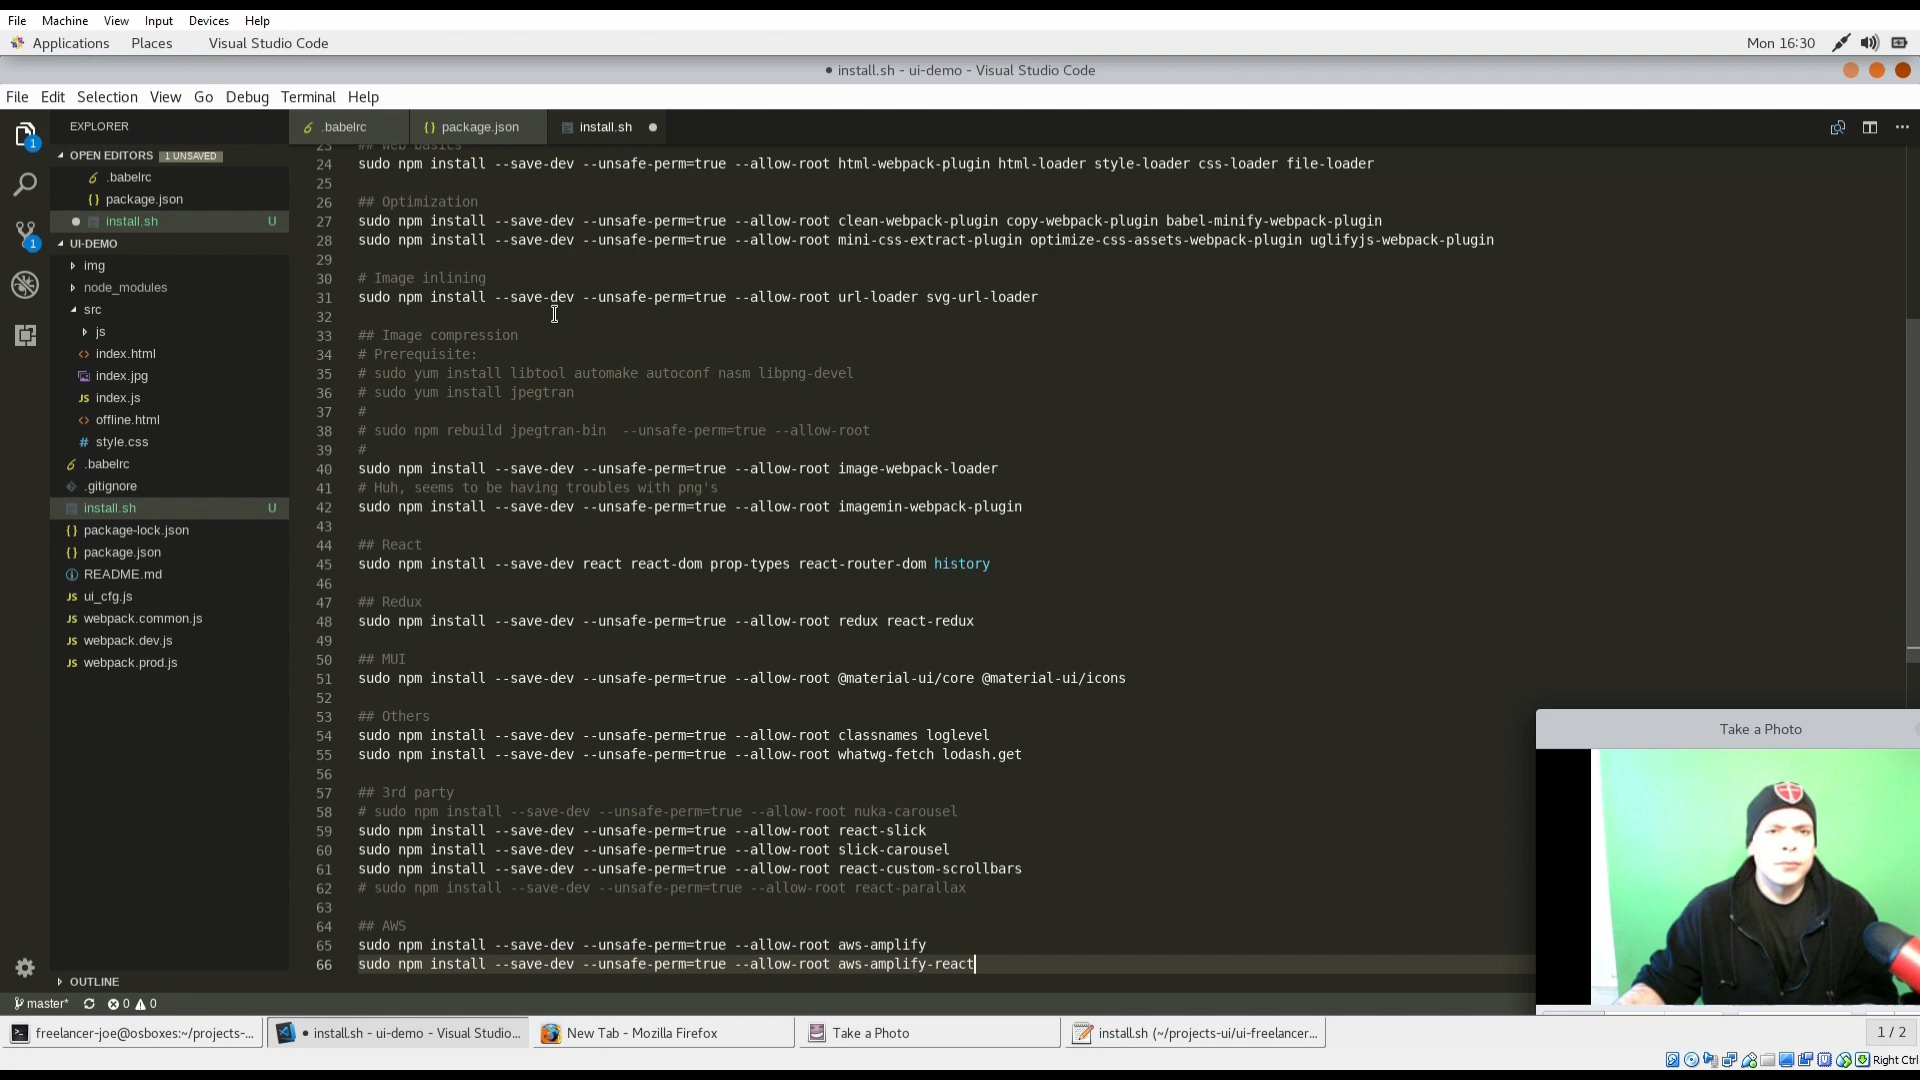 File Machine View Input Devices Help
Applications Places Visual Studio Code Mon 16:30
● install.sh - ui-demo - Visual Studio Code
File Edit Selection View Go Debug Terminal Help
EXPLORER
OPEN EDITORS 1 UNSAVED
.babelrc
package.json
install.sh U
UI-DEMO
img
node_modules
src
js
index.html
index.jpg
index.js
offline.html
style.css
.babelrc
.gitignore
install.sh U
package-lock.json
package.json
README.md
ui_cfg.js
webpack.common.js
webpack.dev.js
webpack.prod.js
OUTLINE
.babelrc package.json install.sh ●
23 ## Web basics
24 sudo npm install --save-dev --unsafe-perm=true --allow-root html-webpack-plugin html-loader style-loader css-loader file-loader
25
26 ## Optimization
27 sudo npm install --save-dev --unsafe-perm=true --allow-root clean-webpack-plugin copy-webpack-plugin babel-minify-webpack-plugin
28 sudo npm install --save-dev --unsafe-perm=true --allow-root mini-css-extract-plugin optimize-css-assets-webpack-plugin uglifyjs-webpack-plugin
29
30 # Image inlining
31 sudo npm install --save-dev --unsafe-perm=true --allow-root url-loader svg-url-loader
32
33 ## Image compression
34 # Prerequisite:
35 # sudo yum install libtool automake autoconf nasm libpng-devel
36 # sudo yum install jpegtran
37 #
38 # sudo npm rebuild jpegtran-bin  --unsafe-perm=true --allow-root
39 #
40 sudo npm install --save-dev --unsafe-perm=true --allow-root image-webpack-loader
41 # Huh, seems to be having troubles with png's
42 sudo npm install --save-dev --unsafe-perm=true --allow-root imagemin-webpack-plugin
43
44 ## React
45 sudo npm install --save-dev react react-dom prop-types react-router-dom history
46
47 ## Redux
48 sudo npm install --save-dev --unsafe-perm=true --allow-root redux react-redux
49
50 ## MUI
51 sudo npm install --save-dev --unsafe-perm=true --allow-root @material-ui/core @material-ui/icons
52
53 ## Others
54 sudo npm install --save-dev --unsafe-perm=true --allow-root classnames loglevel
55 sudo npm install --save-dev --unsafe-perm=true --allow-root whatwg-fetch lodash.get
56
57 ## 3rd party
58 # sudo npm install --save-dev --unsafe-perm=true --allow-root nuka-carousel
59 sudo npm install --save-dev --unsafe-perm=true --allow-root react-slick
60 sudo npm install --save-dev --unsafe-perm=true --allow-root slick-carousel
61 sudo npm install --save-dev --unsafe-perm=true --allow-root react-custom-scrollbars
62 # sudo npm install --save-dev --unsafe-perm=true --allow-root react-parallax
63
64 ## AWS
65 sudo npm install --save-dev --unsafe-perm=true --allow-root aws-amplify
66 sudo npm install --save-dev --unsafe-perm=true --allow-root aws-amplify-react
Take a Photo
master* 0 0
freelancer-joe@osboxes:~/projects-... ● install.sh - ui-demo - Visual Studio... New Tab - Mozilla Firefox Take a Photo install.sh (~/projects-ui/ui-freelancer... 1 / 2
Right Ctrl